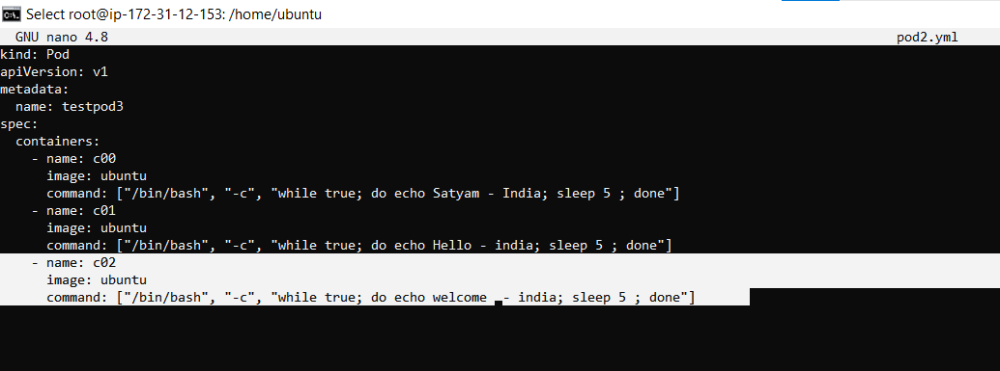 Select root@ip-172-31-12-153: /home/ubuntu
GNU nano 4.8 pod2.yml
kind: Pod
apiVersion: v1
metadata:
  name: testpod3
spec:
  containers:
    - name: c00
      image: ubuntu
      command: ["/bin/bash", "-c", "while true; do echo Satyam - India; sleep 5 ; done"]
    - name: c01
      image: ubuntu
      command: ["/bin/bash", "-c", "while true; do echo Hello - india; sleep 5 ; done"]
    - name: c02
      image: ubuntu
      command: ["/bin/bash", "-c", "while true; do echo welcome  - india; sleep 5 ; done"]